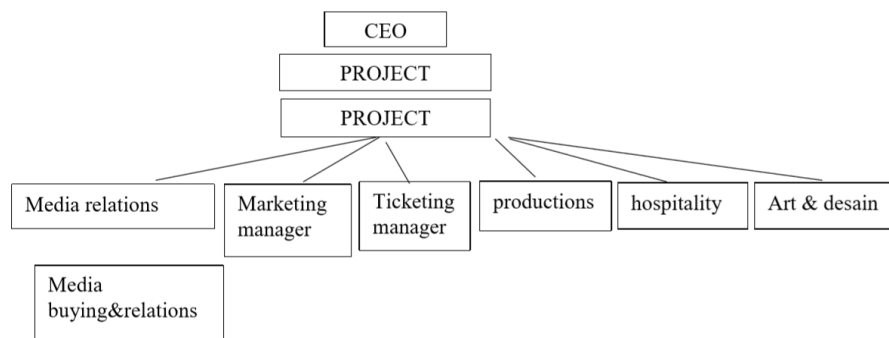 CEO
PROJECT
PROJECT
Media relations
Marketing
manager
Ticketing
manager
productions
hospitality
Art & desain
Media
buying&relations